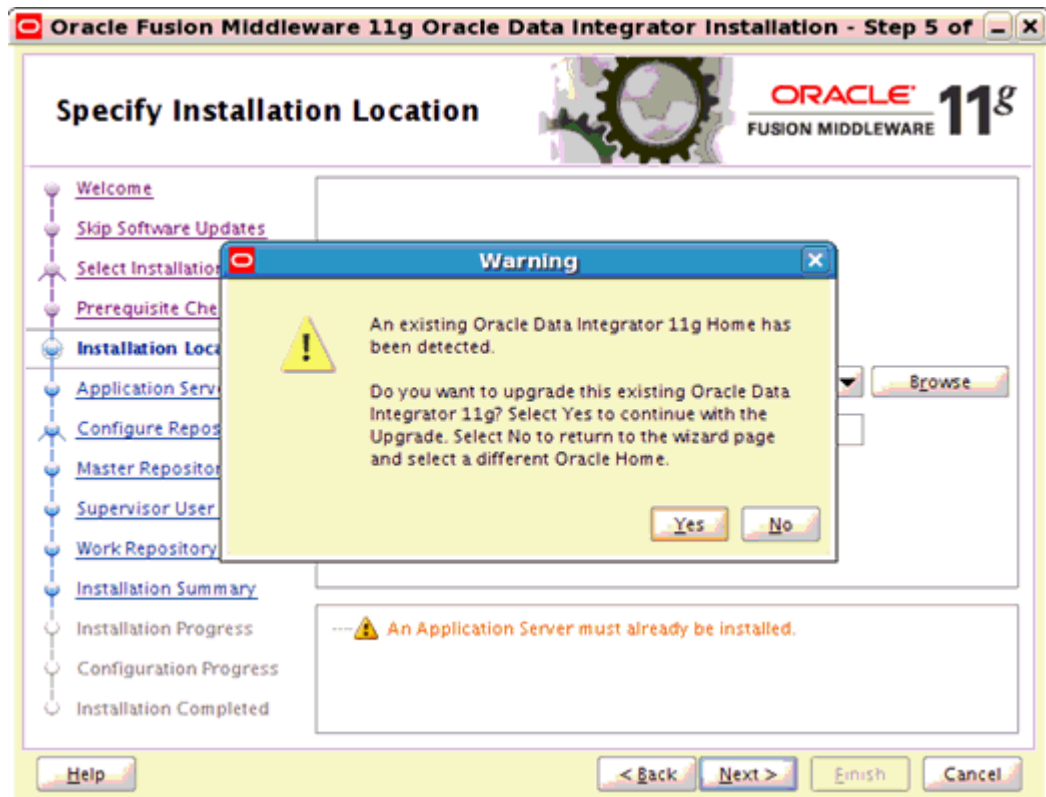 Oracle Fusion Middleware 11g Oracle Data Integrator Installation - Step 5 of
Specify Installation Location
ORACLE
FUSION MIDDLEWARE 11g
Welcome
Skip Software Updates
Select Installation
Prerequisite Che
Installation Loca
Application Serv
Configure Repos
Master Repositor
Supervisor User
Work Repository
Installation Summary
Installation Progress
Configuration Progress
Installation Completed
Warning
An existing Oracle Data Integrator 11g Home has
been detected.
Do you want to upgrade this existing Oracle Data
Integrator 11g? Select Yes to continue with the
Upgrade. Select No to return to the wizard page
and select a different Oracle Home.
Yes No
Browse
An Application Server must already be installed.
Help < Back Next > Finish Cancel